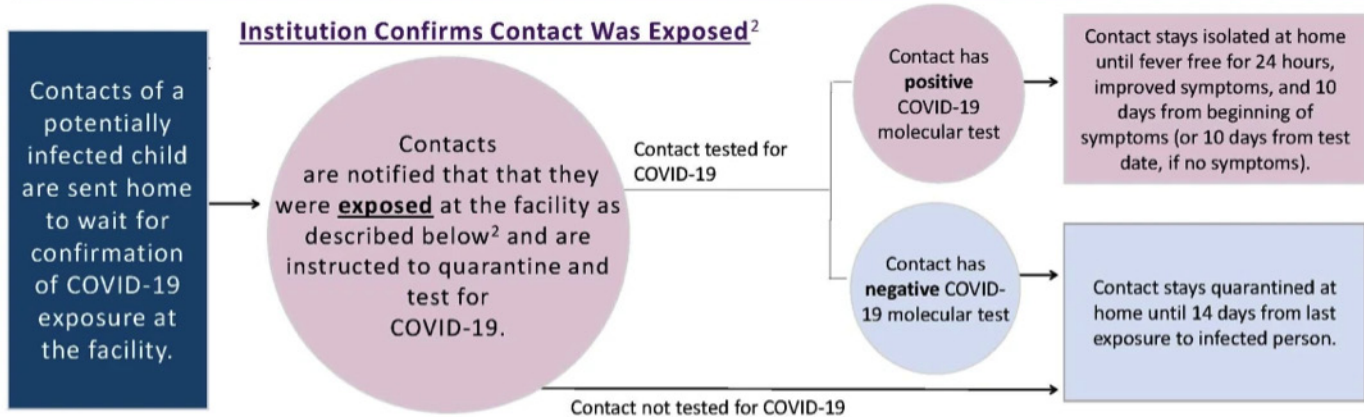 Institution Confirms Contact Was Exposed²
Contacts of a
potentially
infected child
are sent home
to wait for
confirmation
of COVID-19
exposure at
the facility.
Contacts
are notified that that they
were exposed at the facility as
described below² and are
instructed to quarantine and
test for
COVID-19.
Contact tested for
COVID-19
Contact has
positive
COVID-19
molecular test
Contact stays isolated at home
until fever free for 24 hours,
improved symptoms, and 10
days from beginning of
symptoms (or 10 days from test
date, if no symptoms).
Contact has
negative COVID-
19 molecular test
Contact stays quarantined at
home until 14 days from last
exposure to infected person.
Contact not tested for COVID-19